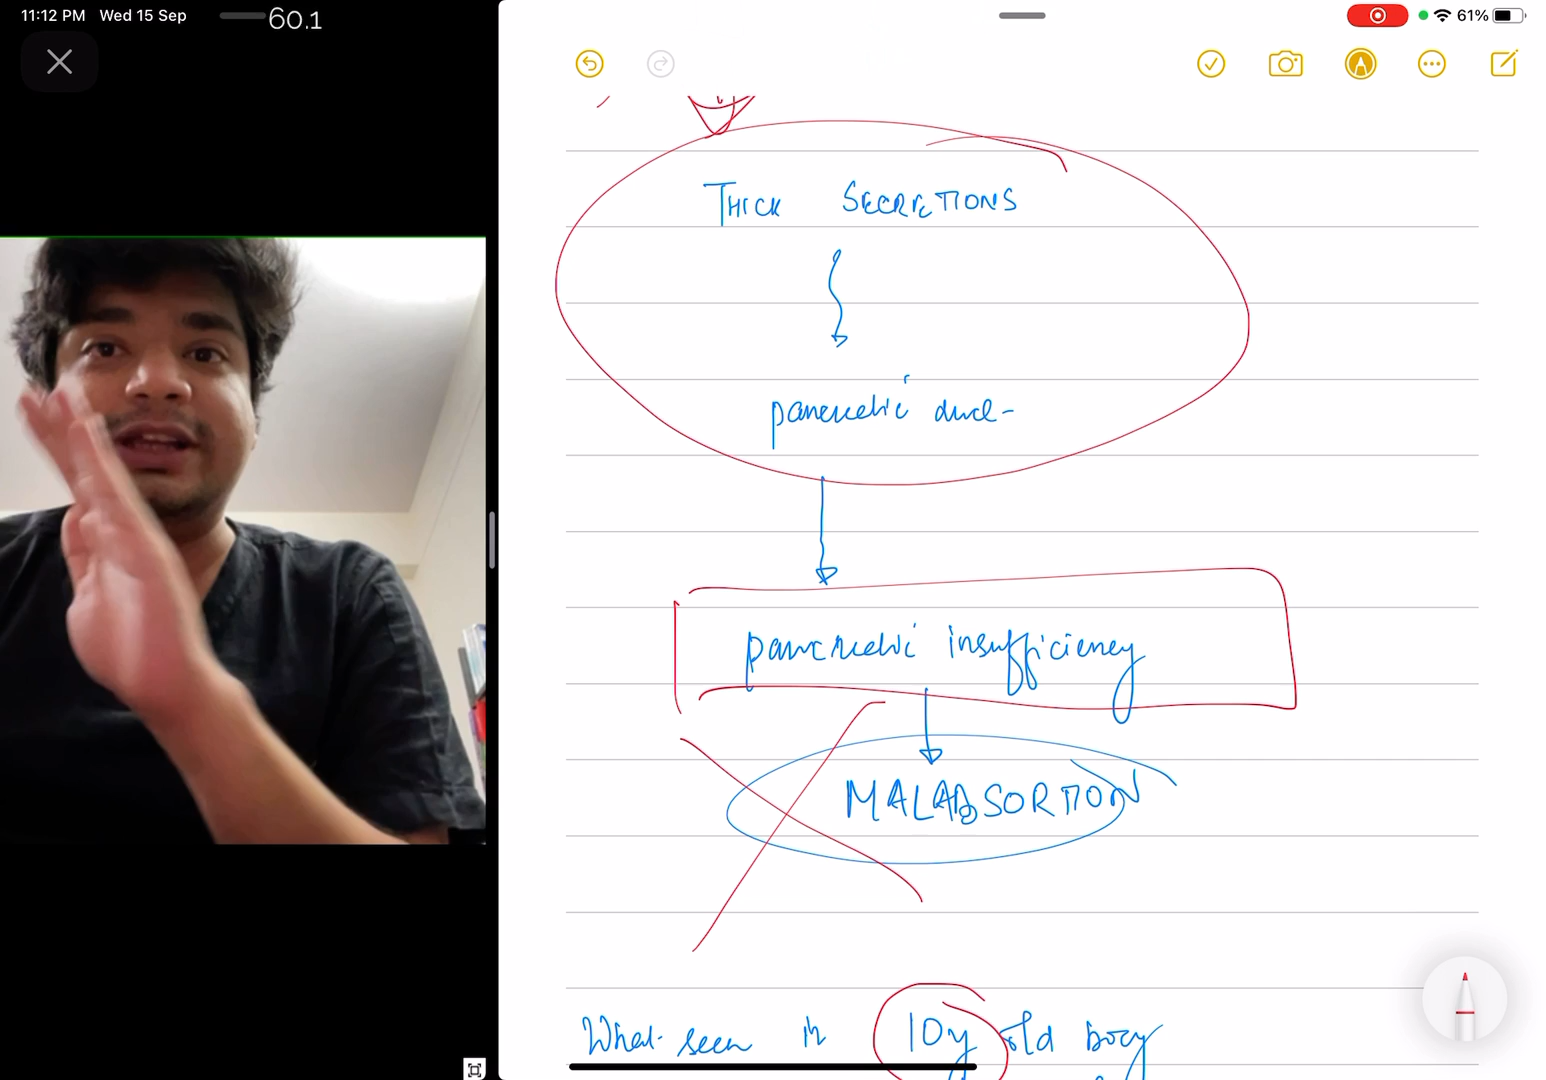 11:12 PM Wed 15 Sep
60.1
61%
THICK SECRETIONS
pancreatic duct
pancreatic insufficiency
MALABSORTION
What seen in 10y old boy